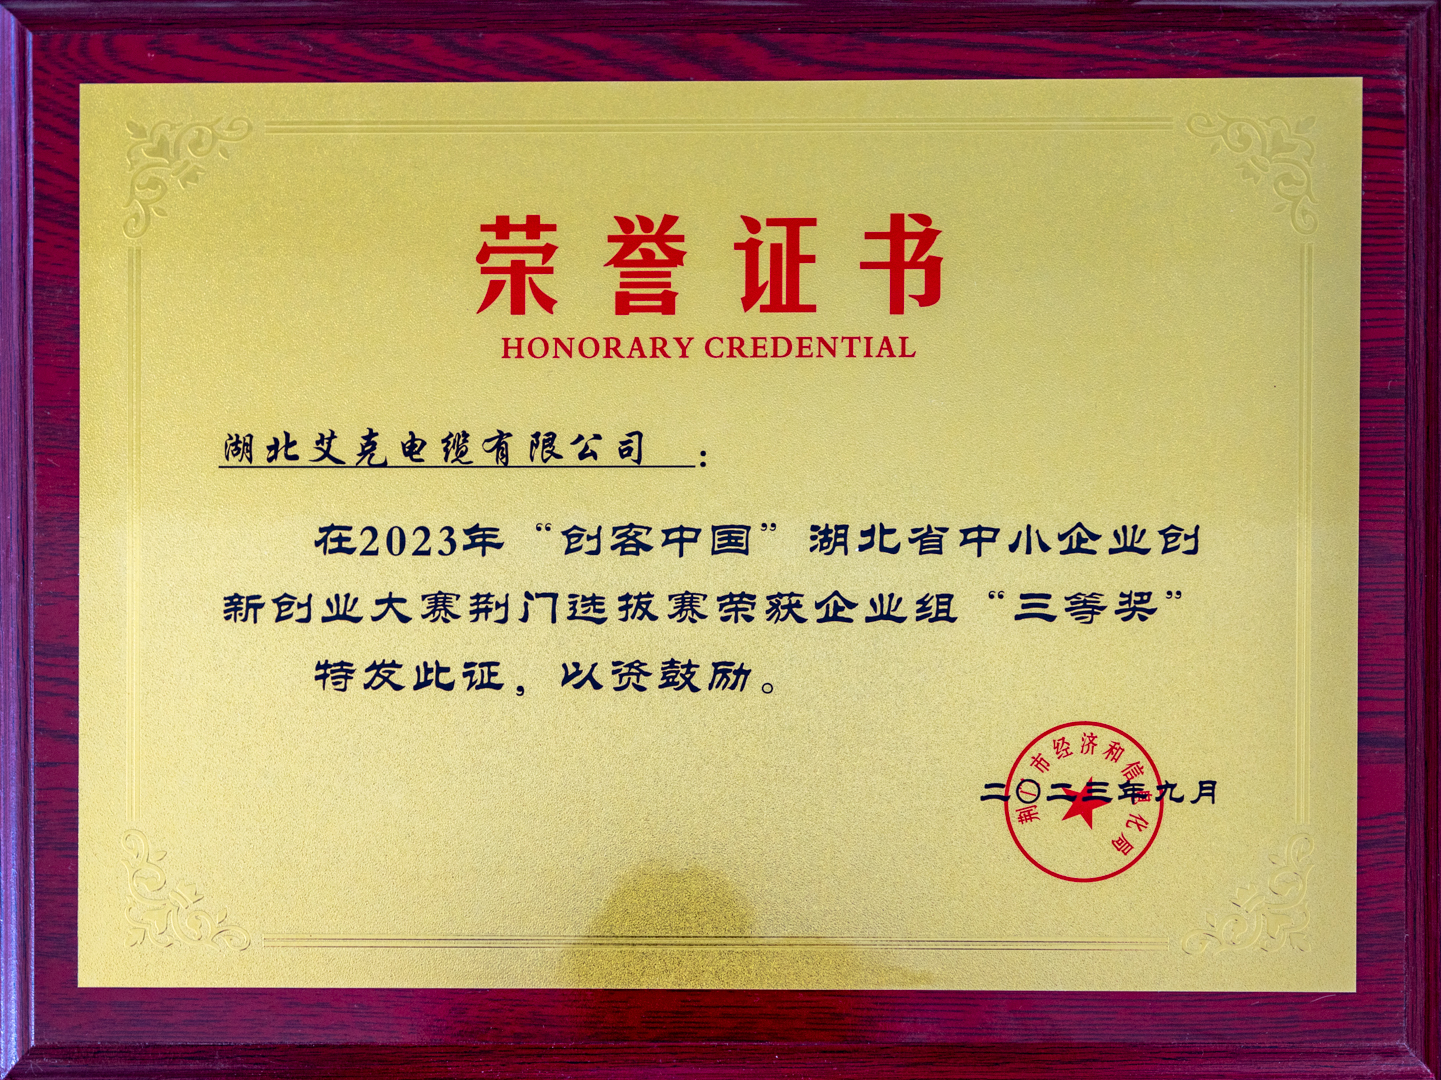 荣誉证书
HONORARY CREDENTIAL
湖北艾克电缆有限公司：
在2023年“创客中国”湖北省中小企业创
新创业大赛荆门选拔赛荣获企业组“三等奖”
特发此证，以资鼓励。
荆门市经济和信息化局
二〇二三年九月